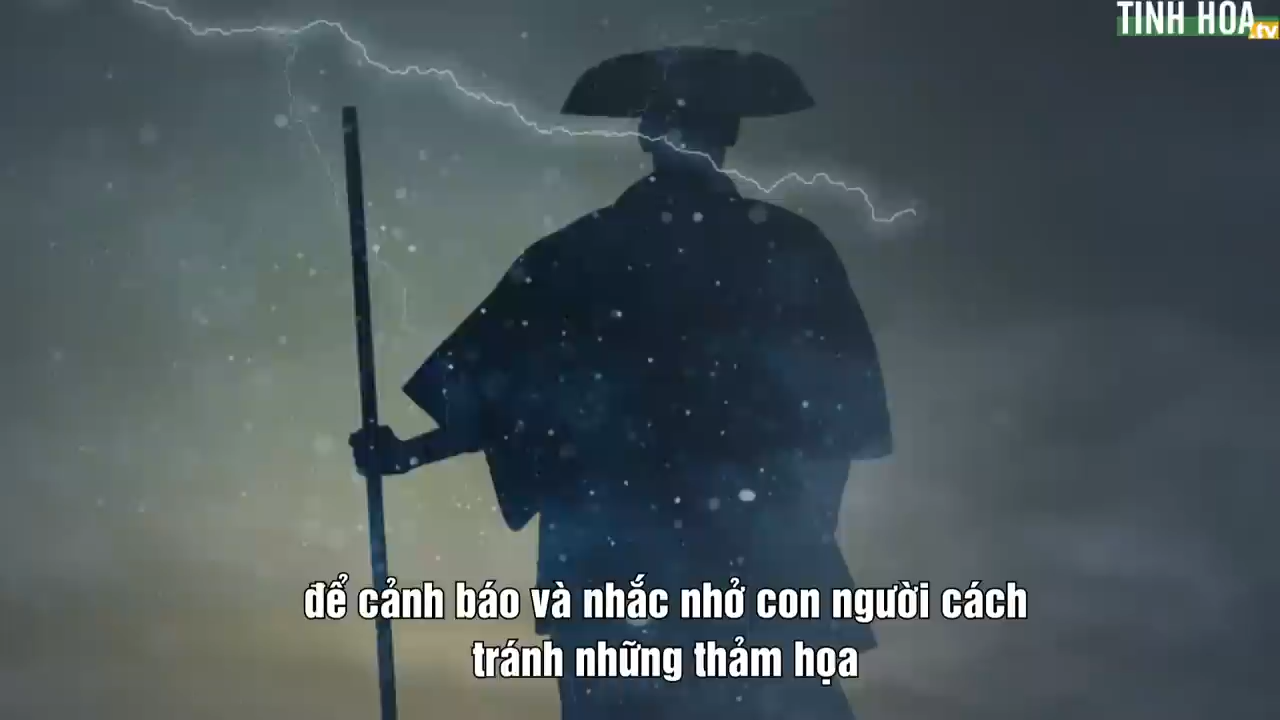 TINH HOA
.tv
để cảnh báo và nhắc nhở con người cách
tránh những thảm họa